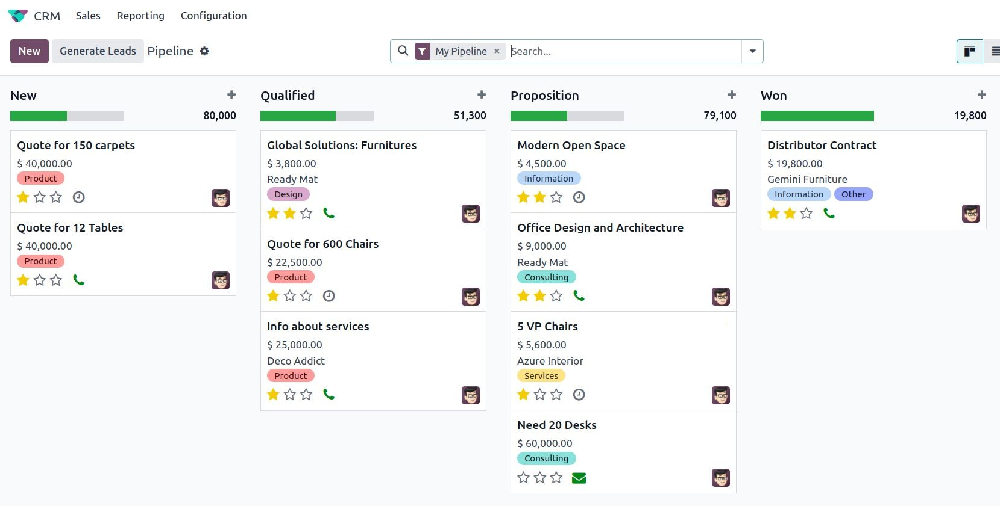 CRM Sales Reporting Configuration
New Generate Leads Pipeline My Pipeline × Search...
New
80,000
Quote for 150 carpets
$ 40,000.00
Product
Quote for 12 Tables
$ 40,000.00
Product
Qualified
51,300
Global Solutions: Furnitures
$ 3,800.00
Ready Mat
Design
Quote for 600 Chairs
$ 22,500.00
Product
Info about services
$ 25,000.00
Deco Addict
Product
Proposition
79,100
Modern Open Space
$ 4,500.00
Information
Office Design and Architecture
$ 9,000.00
Ready Mat
Consulting
5 VP Chairs
$ 5,600.00
Azure Interior
Services
Need 20 Desks
$ 60,000.00
Consulting
Won
19,800
Distributor Contract
$ 19,800.00
Gemini Furniture
Information Other